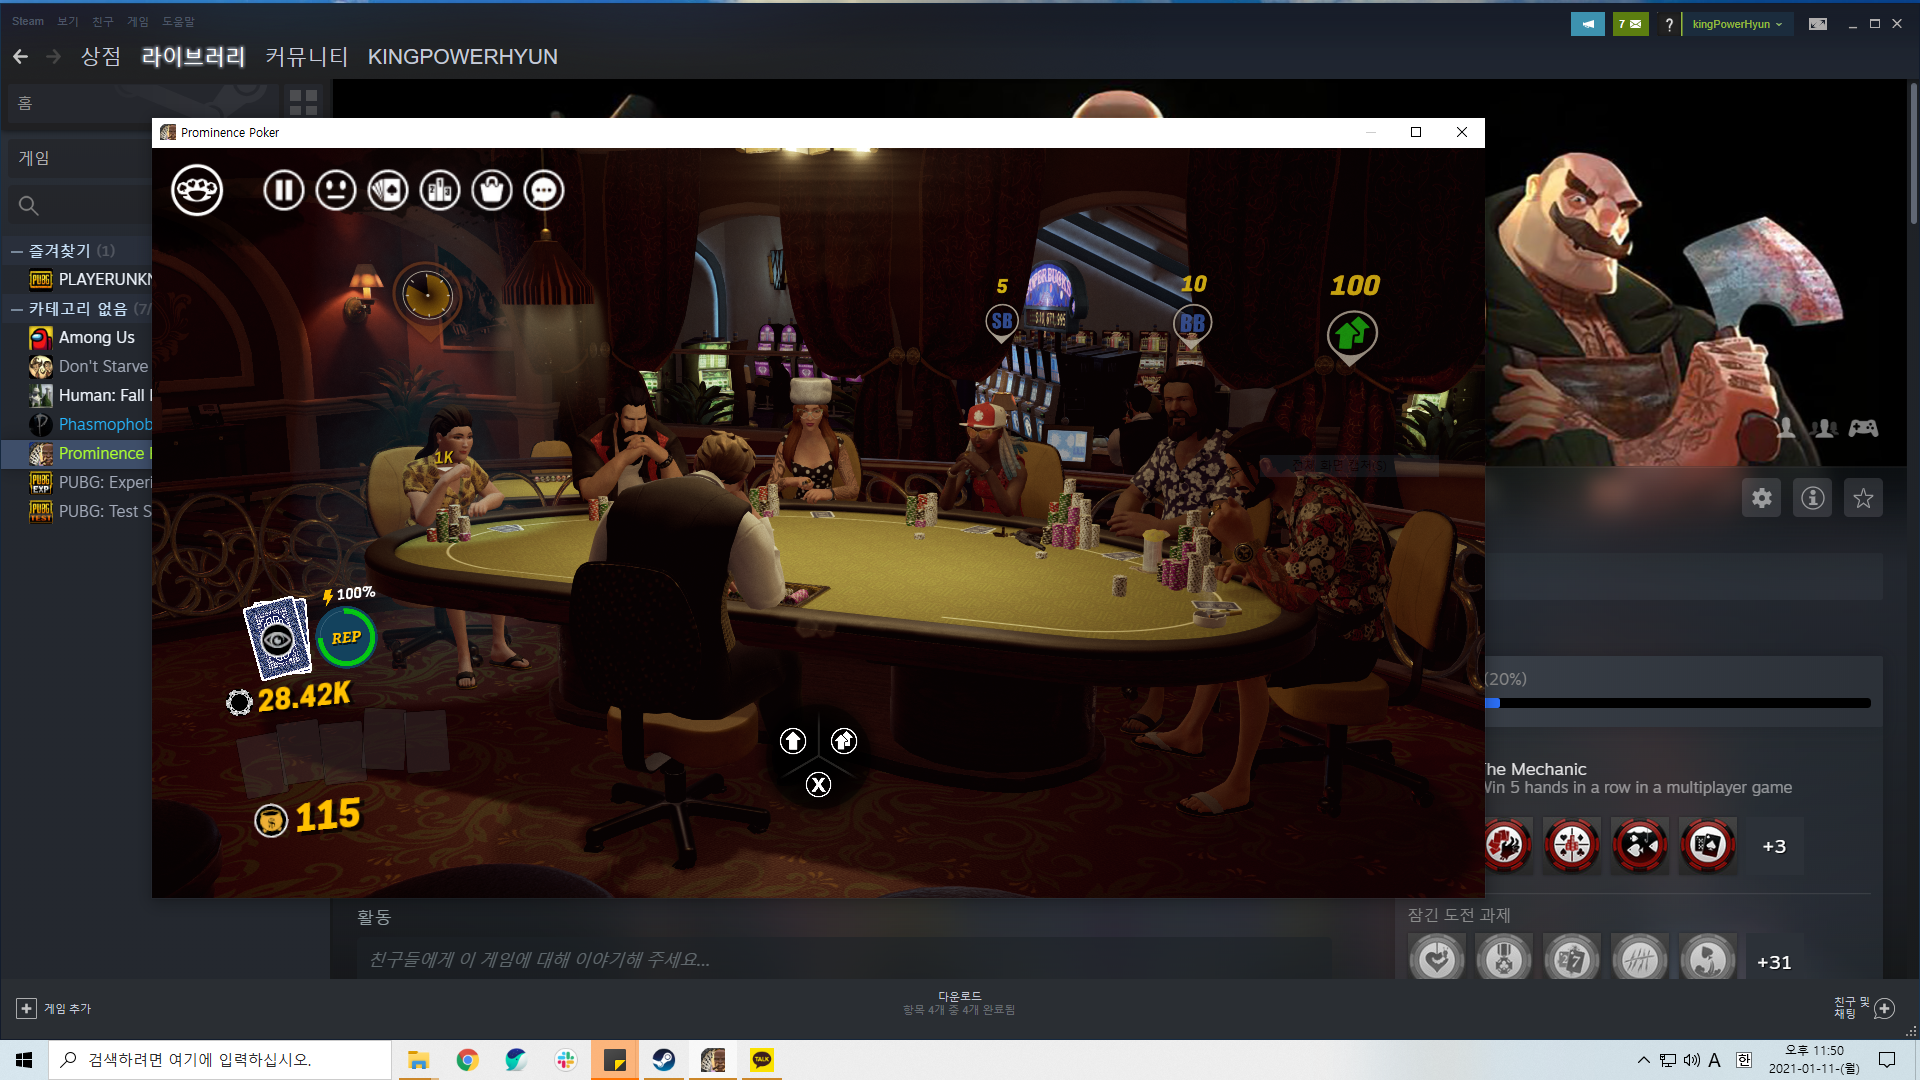 Steam 보기 친구 게임 도움말
7
?
kingPowerHyun
상점 라이브러리 커뮤니티 KINGPOWERHYUN
홈
게임
즐겨찾기 (1)
PLAYERUNKN
카테고리 없음 (7/
Among Us
Don't Starve
Human: Fall
Phasmophob
Prominence
PUBG: Experi
PUBG: Test S
Prominence Poker
5
SB
10
BB
100
1K
100%
REP
28.42K
115
X
(20%)
The Mechanic
Win 5 hands in a row in a multiplayer game
+3
잠긴 도전 과제
+31
활동
친구들에게 이 게임에 대해 이야기해 주세요...
게임 추가
다운로드
항목 4개 중 4개 완료됨
친구 및
채팅
검색하려면 여기에 입력하십시오.
TALK
A
한
오후 11:50
2021-01-11-(월)